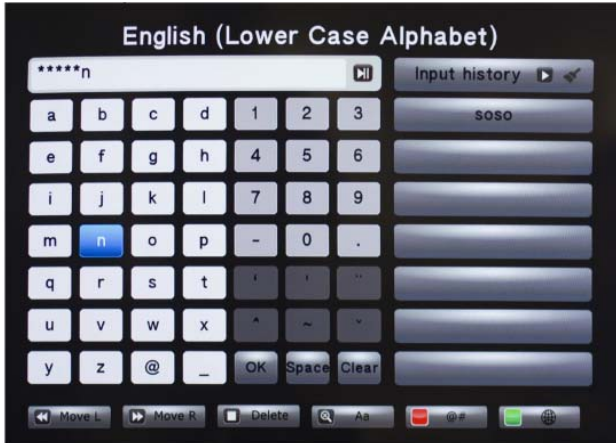 English (Lower Case Alphabet)
*****n
Input history
a b c d 1 2 3
soso
e f g h 4 5 6
i j k l 7 8 9
m n o p - 0 .
q r s t
u v w x ^ ~
y z @ _ OK Space Clear
Move L Move R Delete Aa @#